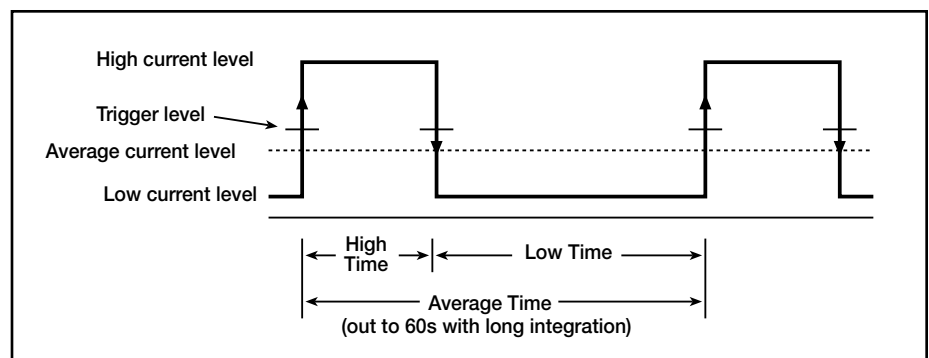 High current level
Trigger level
Average current level
Low current level
High
Time
Low Time
Average Time
(out to 60s with long integration)